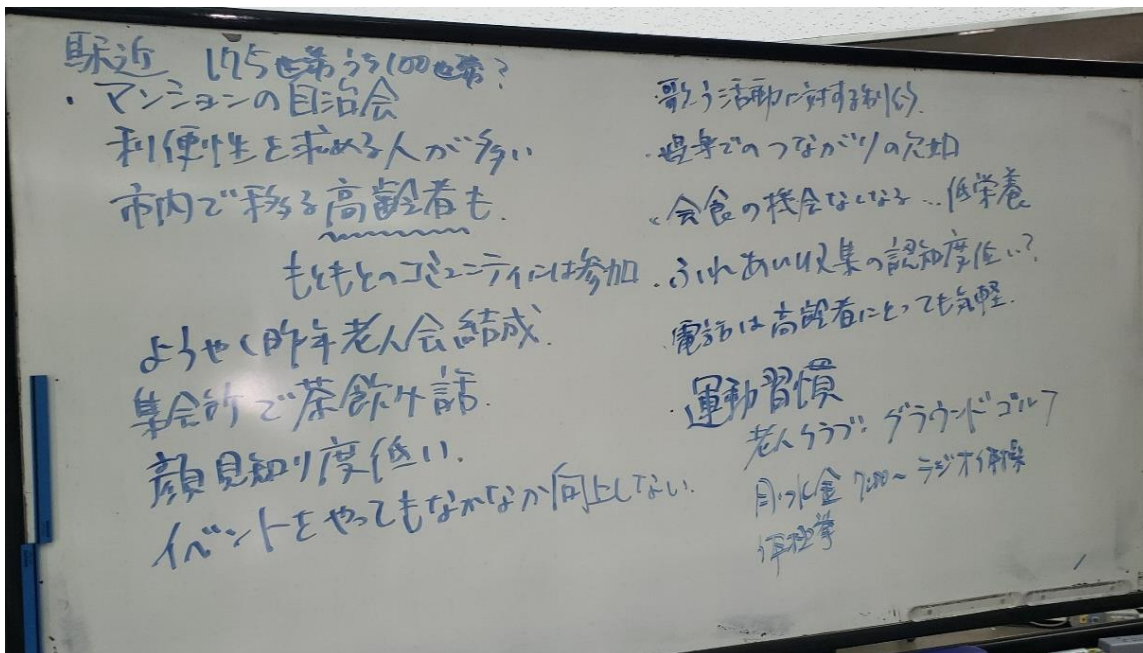 駅近 175世帯うち100世帯?
・マンションの自治会
利便性を求める人が多い
市内で移る高齢者も.
もともとのコミュニティには参加
ようやく昨年老人会結成.
集会所で茶飲み話.
顔見知り度低い.
イベントをやってもなかなか向上しない.
歌う活動に対する制
・でのつながりの欠如
・会食の機会なくなる…低栄養
・ふれあい収集の認知度低い?
・電話は高齢者にとっても気軽.
・運動習慣
老人クラブ: グラウンドゴルフ
月・水・金 7:00〜 ラジオ体操